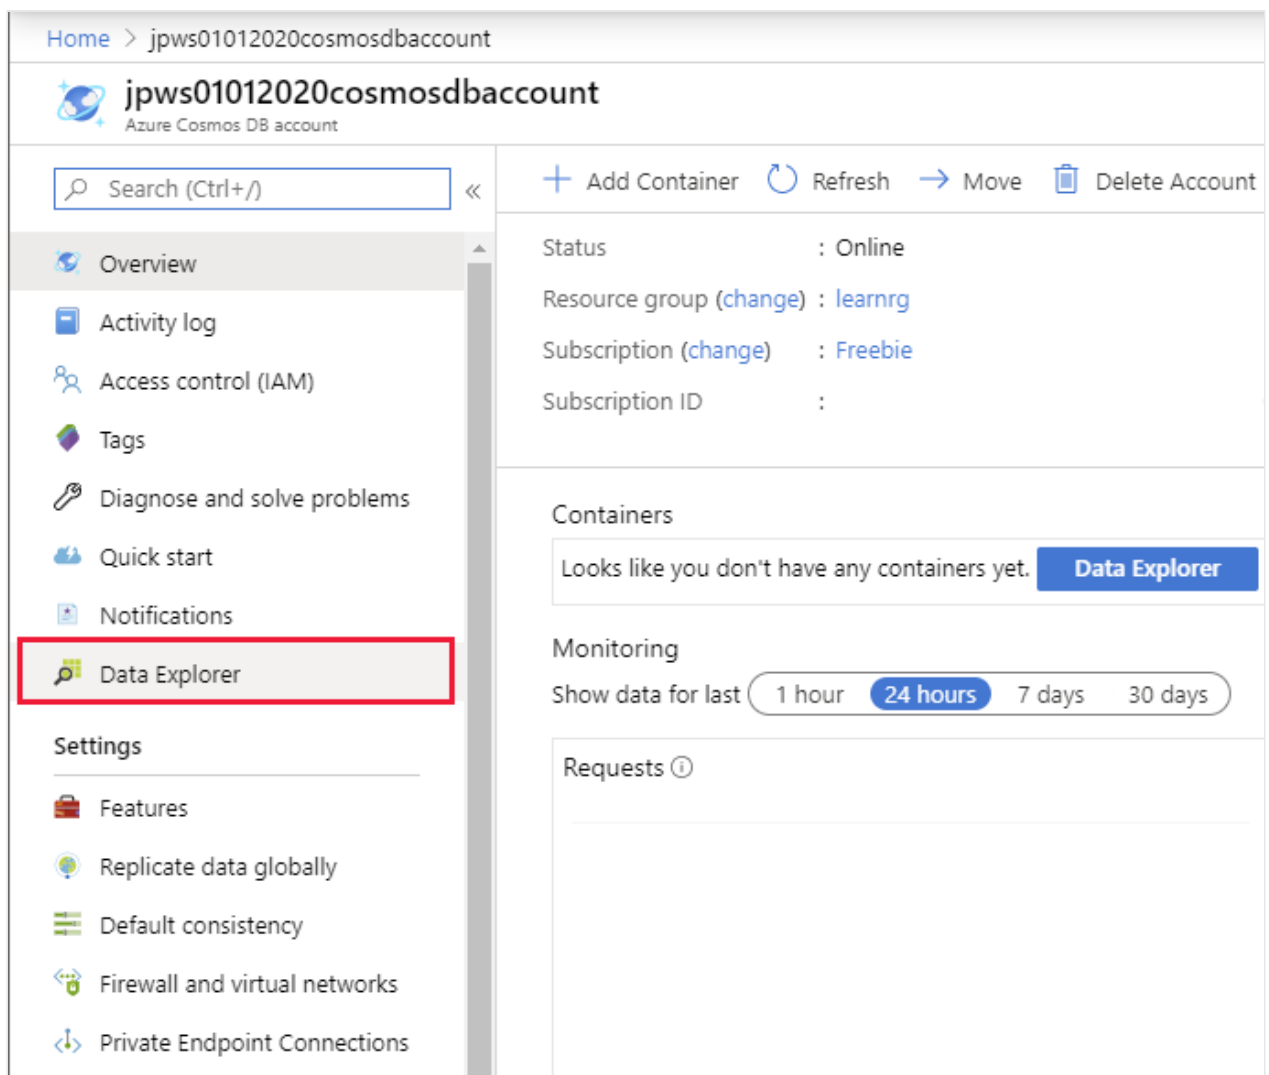 Home > jpws01012020cosmosdbaccount
jpws01012020cosmosdbaccount
Azure Cosmos DB account
Search (Ctrl+/)
«
Overview
Activity log
Access control (IAM)
Tags
Diagnose and solve problems
Quick start
Notifications
Data Explorer
Settings
Features
Replicate data globally
Default consistency
Firewall and virtual networks
Private Endpoint Connections
Add Container Refresh Move Delete Account
Status : Online
Resource group (change) : learnrg
Subscription (change) : Freebie
Subscription ID :
Containers
Looks like you don't have any containers yet. Data Explorer
Monitoring
Show data for last 1 hour 24 hours 7 days 30 days
Requests